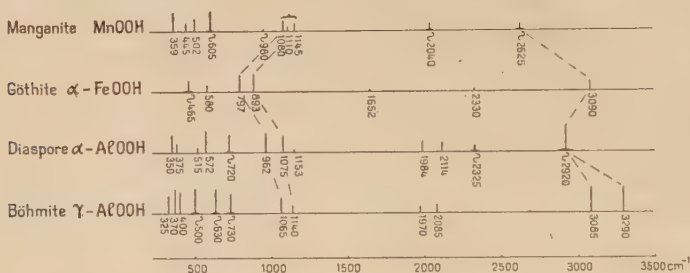 Manganite MnOOH
359 445 502 ~605 ~960 1080 1110 1145 ~2040 ~2625
Göthite α-FeOOH
~465 580 797 893 1652 2330 3090
Diaspore α-AlOOH
350 375 515 572 ~720 962 1075 1153 1984 2114 ~2325 ~2920
Böhmite γ-AlOOH
325 370 400 ~500 ~630 ~730 1065 1140 1970 2085 3085 3290
500 1000 1500 2000 2500 3000 3500 cm⁻¹